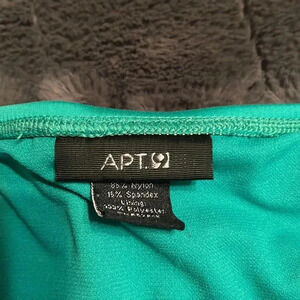 APT.9
85% Nylon
15% Spandex
Lining:
100% Polyester